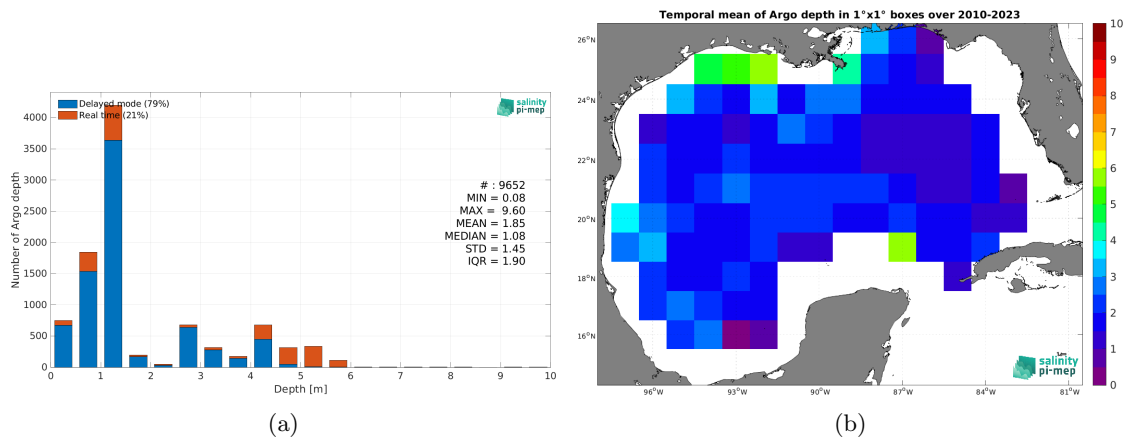 Delayed mode (79%)
Real time (21%)
salinity
pi-mep
# : 9652
MIN = 0.08
MAX = 9.60
MEAN = 1.85
MEDIAN = 1.08
STD = 1.45
IQR = 1.90
Number of Argo depth
4000
3500
3000
2500
2000
1500
1000
500
0
0 1 2 3 4 5 6 7 8 9 10
Depth [m]
(a)
Temporal mean of Argo depth in 1°x1° boxes over 2010-2023
26°N
24°N
22°N
20°N
18°N
16°N
96°W 93°W 90°W 87°W 84°W 81°W
salinity
pi-mep
10
9
8
7
6
5
4
3
2
1
0
(b)